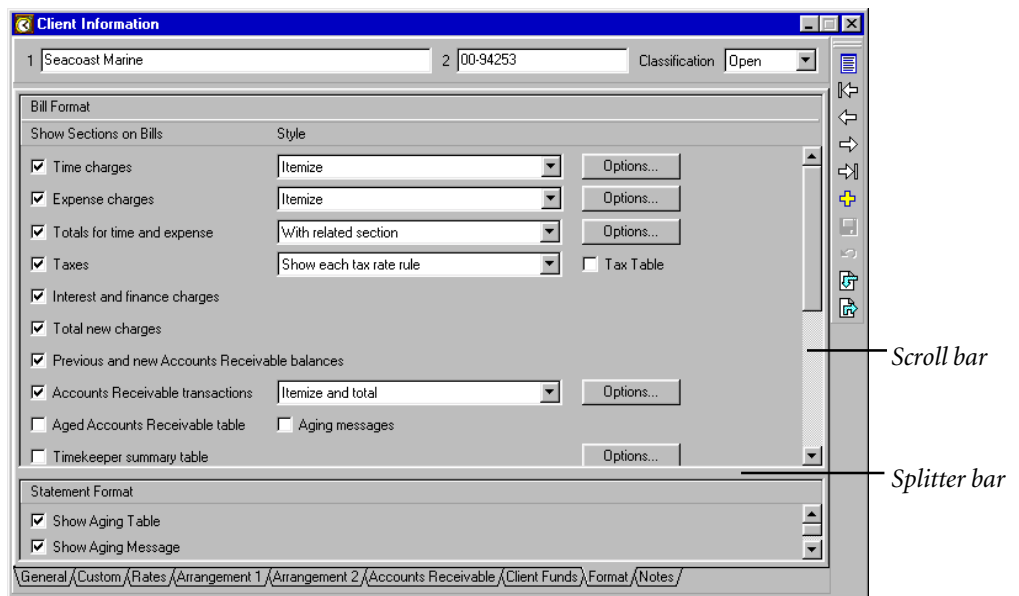 Client Information
1 Seacoast Marine 2 00-94253 Classification Open
Bill Format
Show Sections on Bills Style
Time charges Itemize Options...
Expense charges Itemize Options...
Totals for time and expense With related section Options...
Taxes Show each tax rate rule Tax Table
Interest and finance charges
Total new charges
Previous and new Accounts Receivable balances
Scroll bar
Accounts Receivable transactions Itemize and total Options...
Aged Accounts Receivable table Aging messages
Timekeeper summary table Options...
Splitter bar
Statement Format
Show Aging Table
Show Aging Message
General Custom Rates Arrangement 1 Arrangement 2 Accounts Receivable Client Funds Format Notes